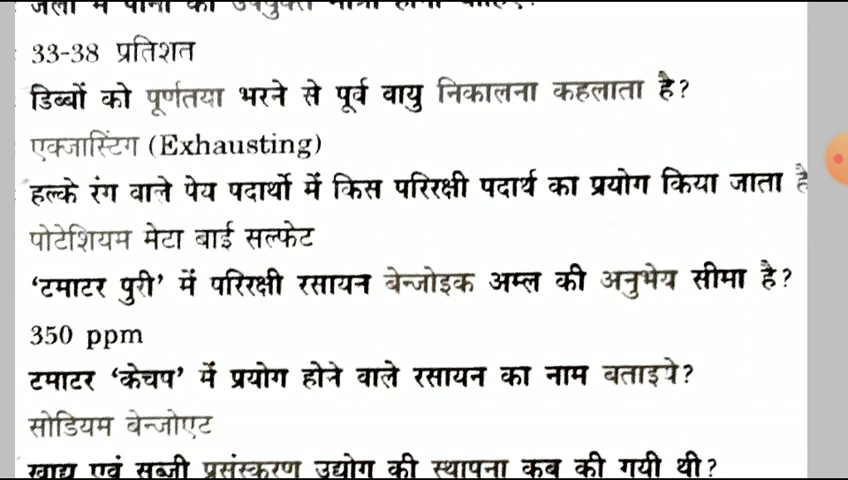 जेली में पानी की उपयुक्त मात्रा होनी चाहिए?
33-38 प्रतिशत
डिब्बों को पूर्णतया भरने से पूर्व वायु निकालना कहलाता है?
एक्जास्टिंग (Exhausting)
हल्के रंग वाले पेय पदार्थो में किस परिरक्षी पदार्थ का प्रयोग किया जाता है
पोटेशियम मेटा बाई सल्फेट
‘टमाटर पुरी’ में परिरक्षी रसायन बेन्जोइक अम्ल की अनुभेय सीमा है?
350 ppm
टमाटर ‘केचप’ में प्रयोग होने वाले रसायन का नाम बताइये?
सोडियम बेन्जोएट
खाद्य एवं सब्जी प्रसंस्करण उद्योग की स्थापना कब की गयी थी?